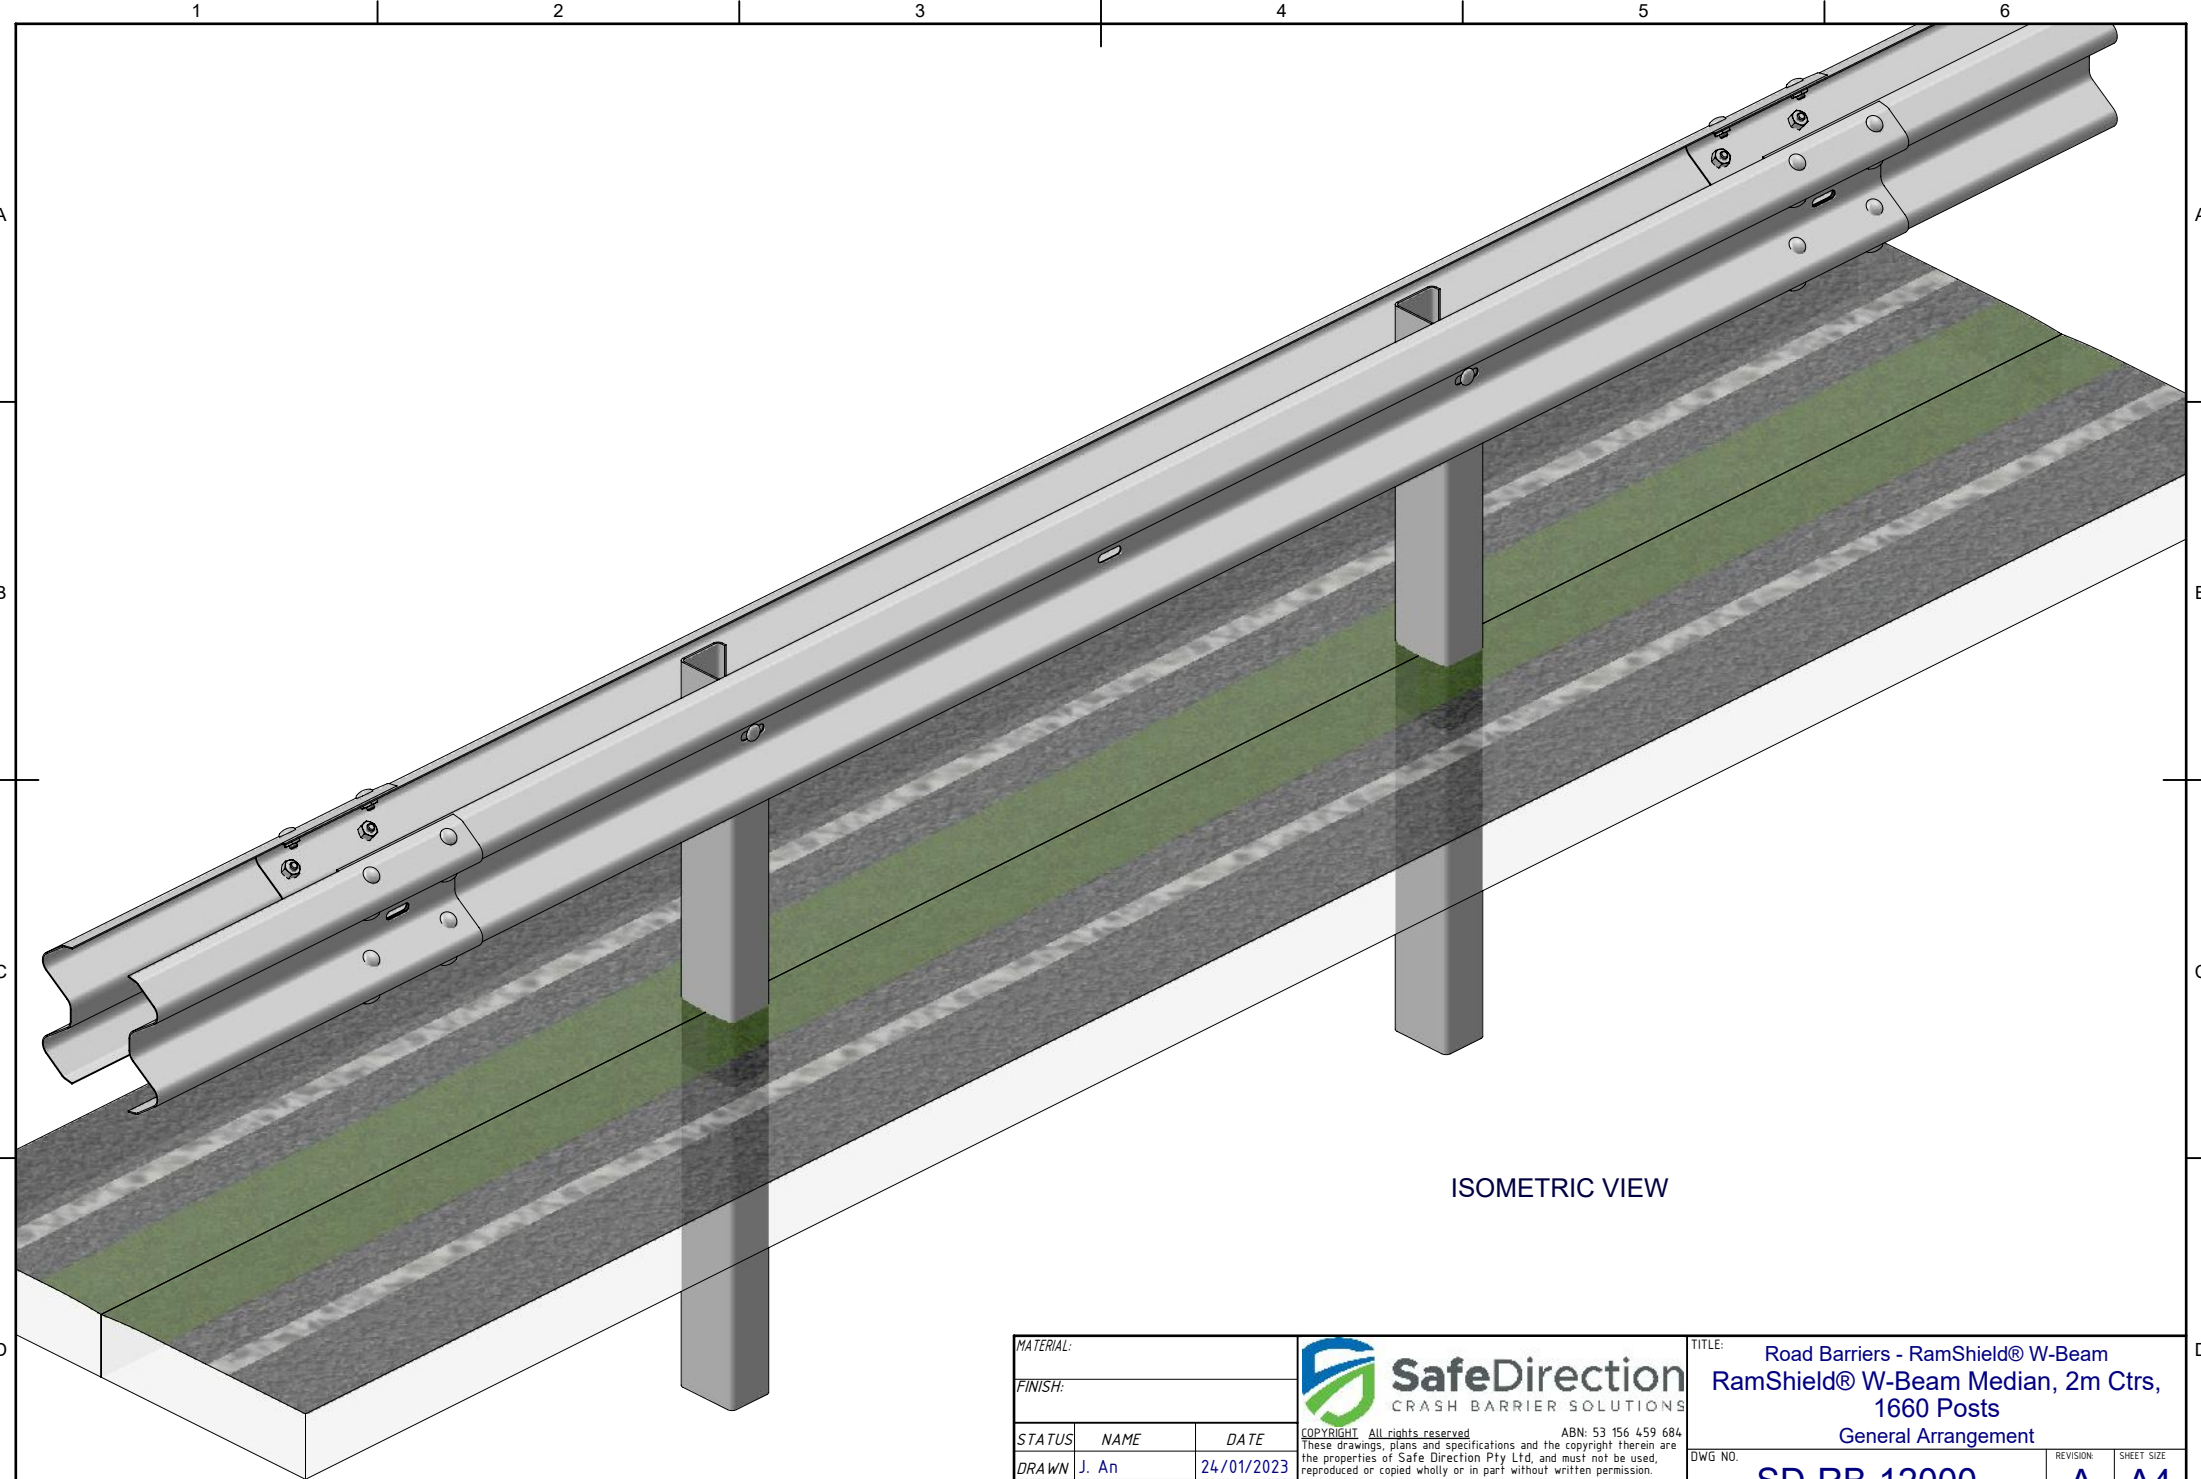 1 2 3 4 5 6
A A
B
C
D
ISOMETRIC VIEW
MATERIAL:
FINISH:
STATUS NAME DATE
DRAWN J. An 24/01/2023
SafeDirection
CRASH BARRIER SOLUTIONS
COPYRIGHT All rights reserved ABN: 53 156 459 684
These drawings, plans and specifications and the copyright therein are
the properties of Safe Direction Pty Ltd, and must not be used,
reproduced or copied wholly or in part without written permission.
TITLE:
Road Barriers - RamShield® W-Beam
RamShield® W-Beam Median, 2m Ctrs,
1660 Posts
General Arrangement
DWG NO. REVISION: SHEET SIZE
SD-RB-12000 A A4